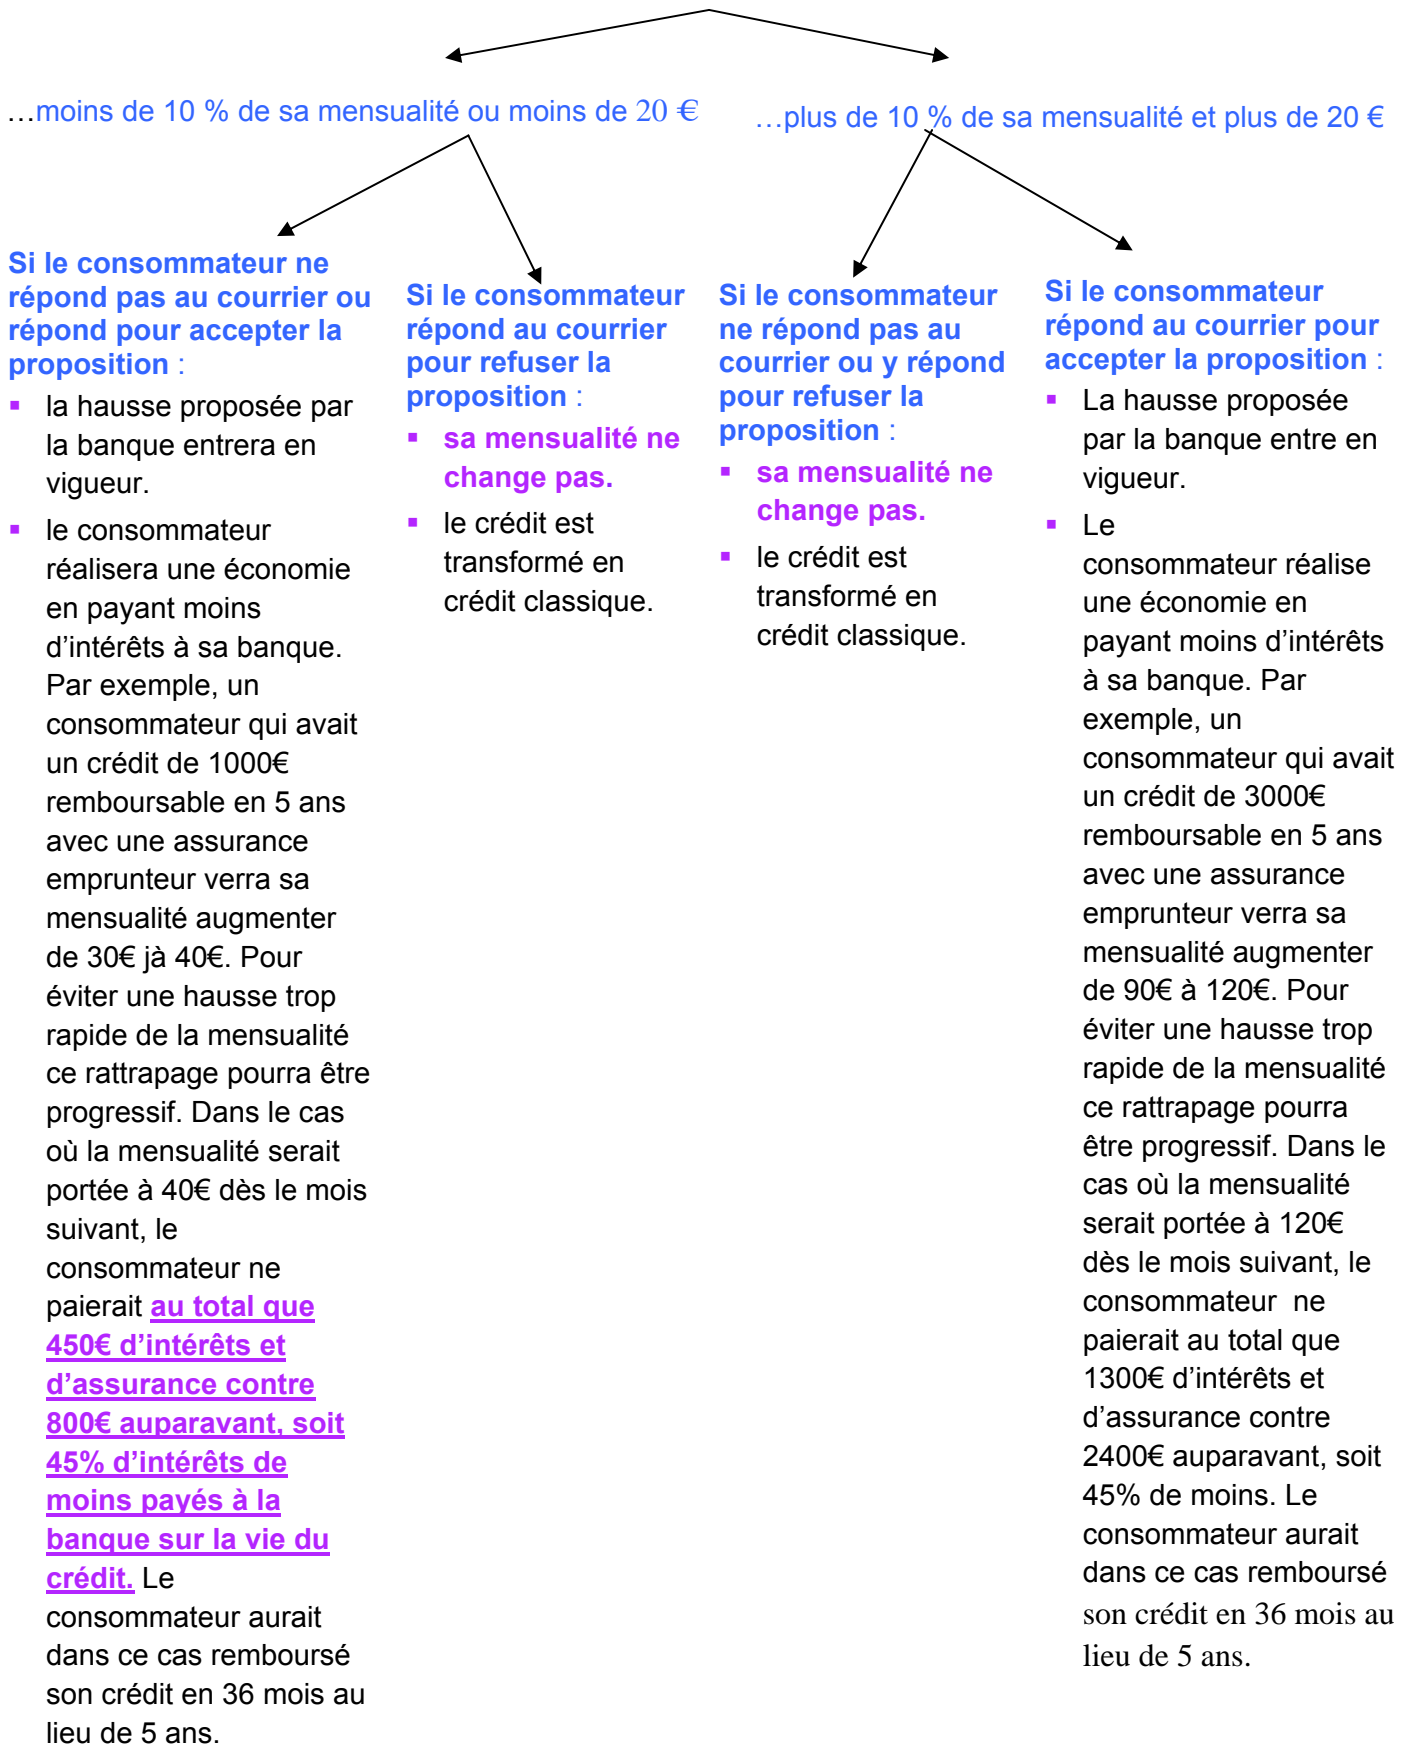 …moins de 10 % de sa mensualité ou moins de 20 €
…plus de 10 % de sa mensualité et plus de 20 €
Si le consommateur ne
répond pas au courrier ou
répond pour accepter la
proposition :
▪ la hausse proposée par
la banque entrera en
vigueur.
▪ le consommateur
réalisera une économie
en payant moins
d’intérêts à sa banque.
Par exemple, un
consommateur qui avait
un crédit de 1000€
remboursable en 5 ans
avec une assurance
emprunteur verra sa
mensualité augmenter
de 30€ jà 40€. Pour
éviter une hausse trop
rapide de la mensualité
ce rattrapage pourra être
progressif. Dans le cas
où la mensualité serait
portée à 40€ dès le mois
suivant, le
consommateur ne
paierait au total que
450€ d’intérêts et
d’assurance contre
800€ auparavant, soit
45% d’intérêts de
moins payés à la
banque sur la vie du
crédit. Le
consommateur aurait
dans ce cas remboursé
son crédit en 36 mois au
lieu de 5 ans.
Si le consommateur
répond au courrier
pour refuser la
proposition :
▪ sa mensualité ne
change pas.
▪ le crédit est
transformé en
crédit classique.
Si le consommateur
ne répond pas au
courrier ou y répond
pour refuser la
proposition :
▪ sa mensualité ne
change pas.
▪ le crédit est
transformé en
crédit classique.
Si le consommateur
répond au courrier pour
accepter la proposition :
▪ La hausse proposée
par la banque entre en
vigueur.
▪ Le
consommateur réalise
une économie en
payant moins d’intérêts
à sa banque. Par
exemple, un
consommateur qui avait
un crédit de 3000€
remboursable en 5 ans
avec une assurance
emprunteur verra sa
mensualité augmenter
de 90€ à 120€. Pour
éviter une hausse trop
rapide de la mensualité
ce rattrapage pourra
être progressif. Dans le
cas où la mensualité
serait portée à 120€
dès le mois suivant, le
consommateur ne
paierait au total que
1300€ d’intérêts et
d’assurance contre
2400€ auparavant, soit
45% de moins. Le
consommateur aurait
dans ce cas remboursé
son crédit en 36 mois au
lieu de 5 ans.